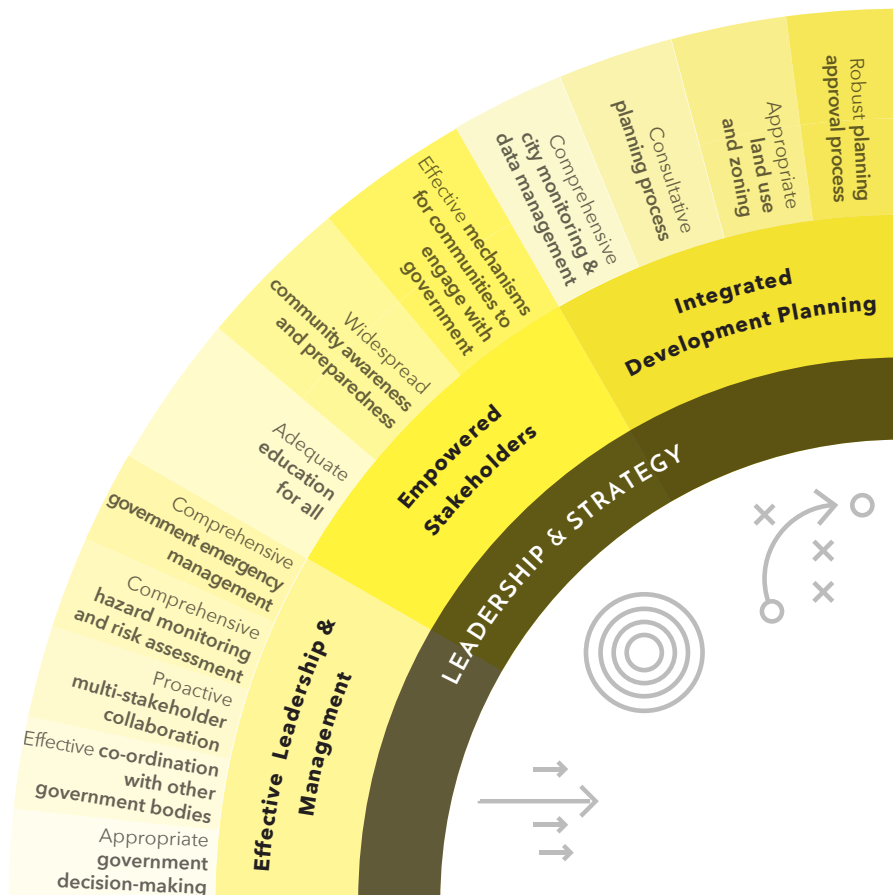 Robust planning
approval process
Appropriate
land use
and zoning
Consultative
planning process
Comprehensive
city monitoring &
data management
Effective mechanisms
for communities to
engage with
government
Widespread
community awareness
and preparedness
Adequate
education
for all
Comprehensive
government emergency
management
Comprehensive
hazard monitoring
and risk assessment
Proactive
multi-stakeholder
collaboration
Effective co-ordination
with other
government bodies
Appropriate
government
decision-making
Integrated
Development Planning
Empowered
Stakeholders
Effective Leadership &
Management
LEADERSHIP & STRATEGY